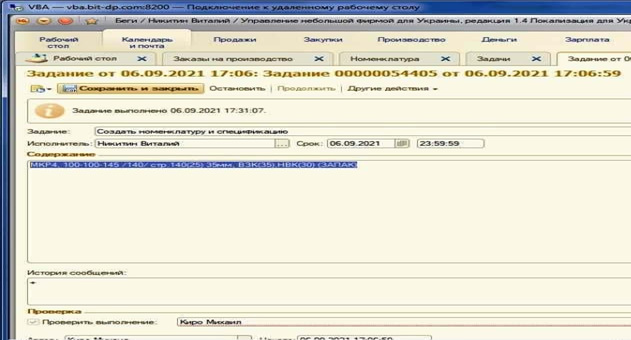 VBA — vba.bit-dp.com:8200 — Подключение к удаленному рабочему столу
Беги / Никитин Виталий / Управление небольшой фирмой для Украины, редакция 1.4 Локализация для Ук
Рабочий стол
Календарь и почта
Продажи
Закупки
Производство
Деньги
Зарплата
Рабочий стол
Заказы на производство
Номенклатура
Задачи
Задание от 0
Задание от 06.09.2021 17:06: Задание 00000054405 от 06.09.2021 17:06:59
Сохранить и закрыть Остановить Продолжить Другие действия
Задание выполнено 06.09.2021 17:31:07.
Задание: Создать номенклатуру и спецификацию
Исполнитель: Никитин Виталий ... Срок: 06.09.2021 23:59:59
Содержание
МКР4, 100-100-145 /140/ стр.140(25) 35мм, ВЗК(35),НВК(30) (ЗАПАК)
История сообщений:
Проверка
Проверить выполнение: Киро Михаил
06.09.2021 17:06:59